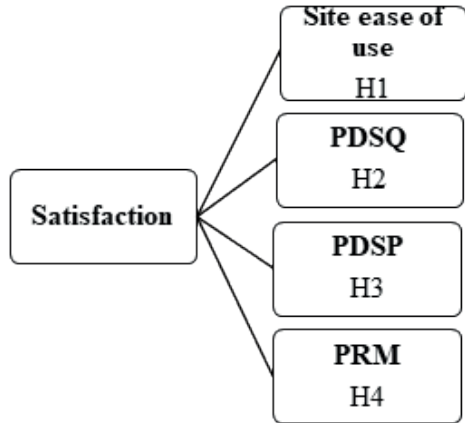 Site ease of
use
H1
PDSQ
H2
Satisfaction
PDSP
H3
PRM
H4